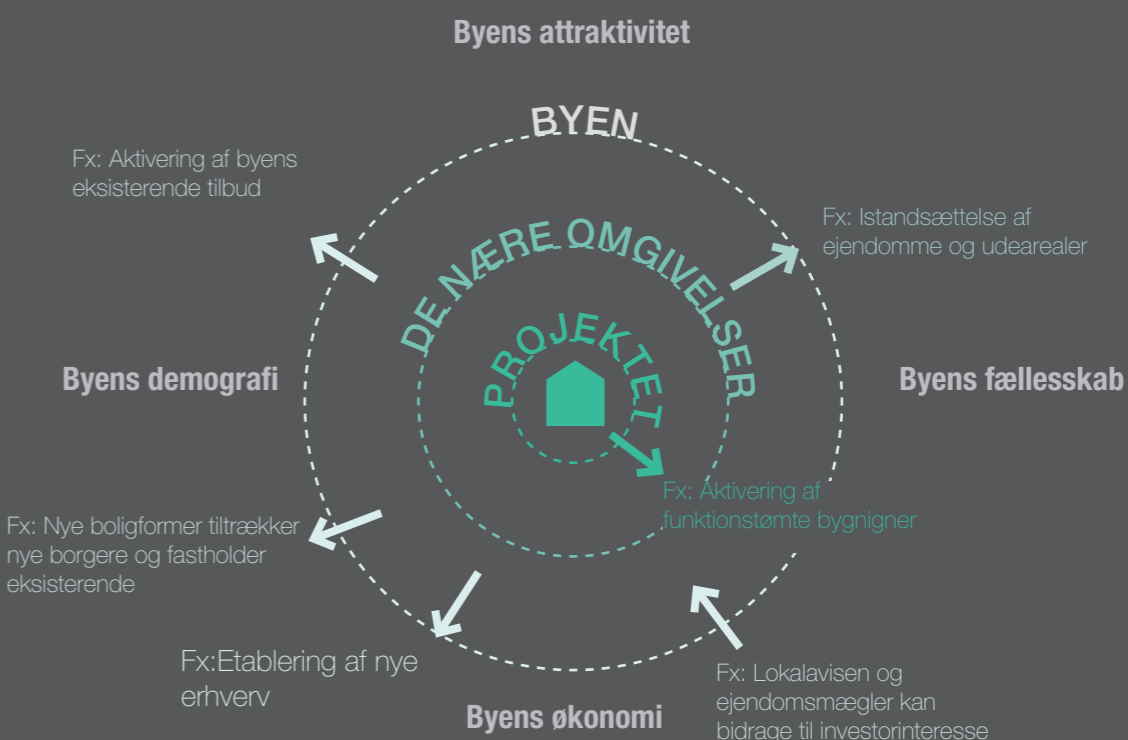 Byens attraktivitet
BYEN
Fx: Aktivering af byens
eksisterende tilbud
Fx: Istandsættelse af
ejendomme og udearealer
DE NÆRE OMGIVELSER
PROJEKTET
Byens demografi
Byens fællesskab
Fx: Aktivering af
funktionstømte bygnigner
Fx: Nye boligformer tiltrækker
nye borgere og fastholder
eksisterende
Fx:Etablering af nye
erhverv
Fx: Lokalavisen og
ejendomsmægler kan
bidrage til investorinteresse
Byens økonomi